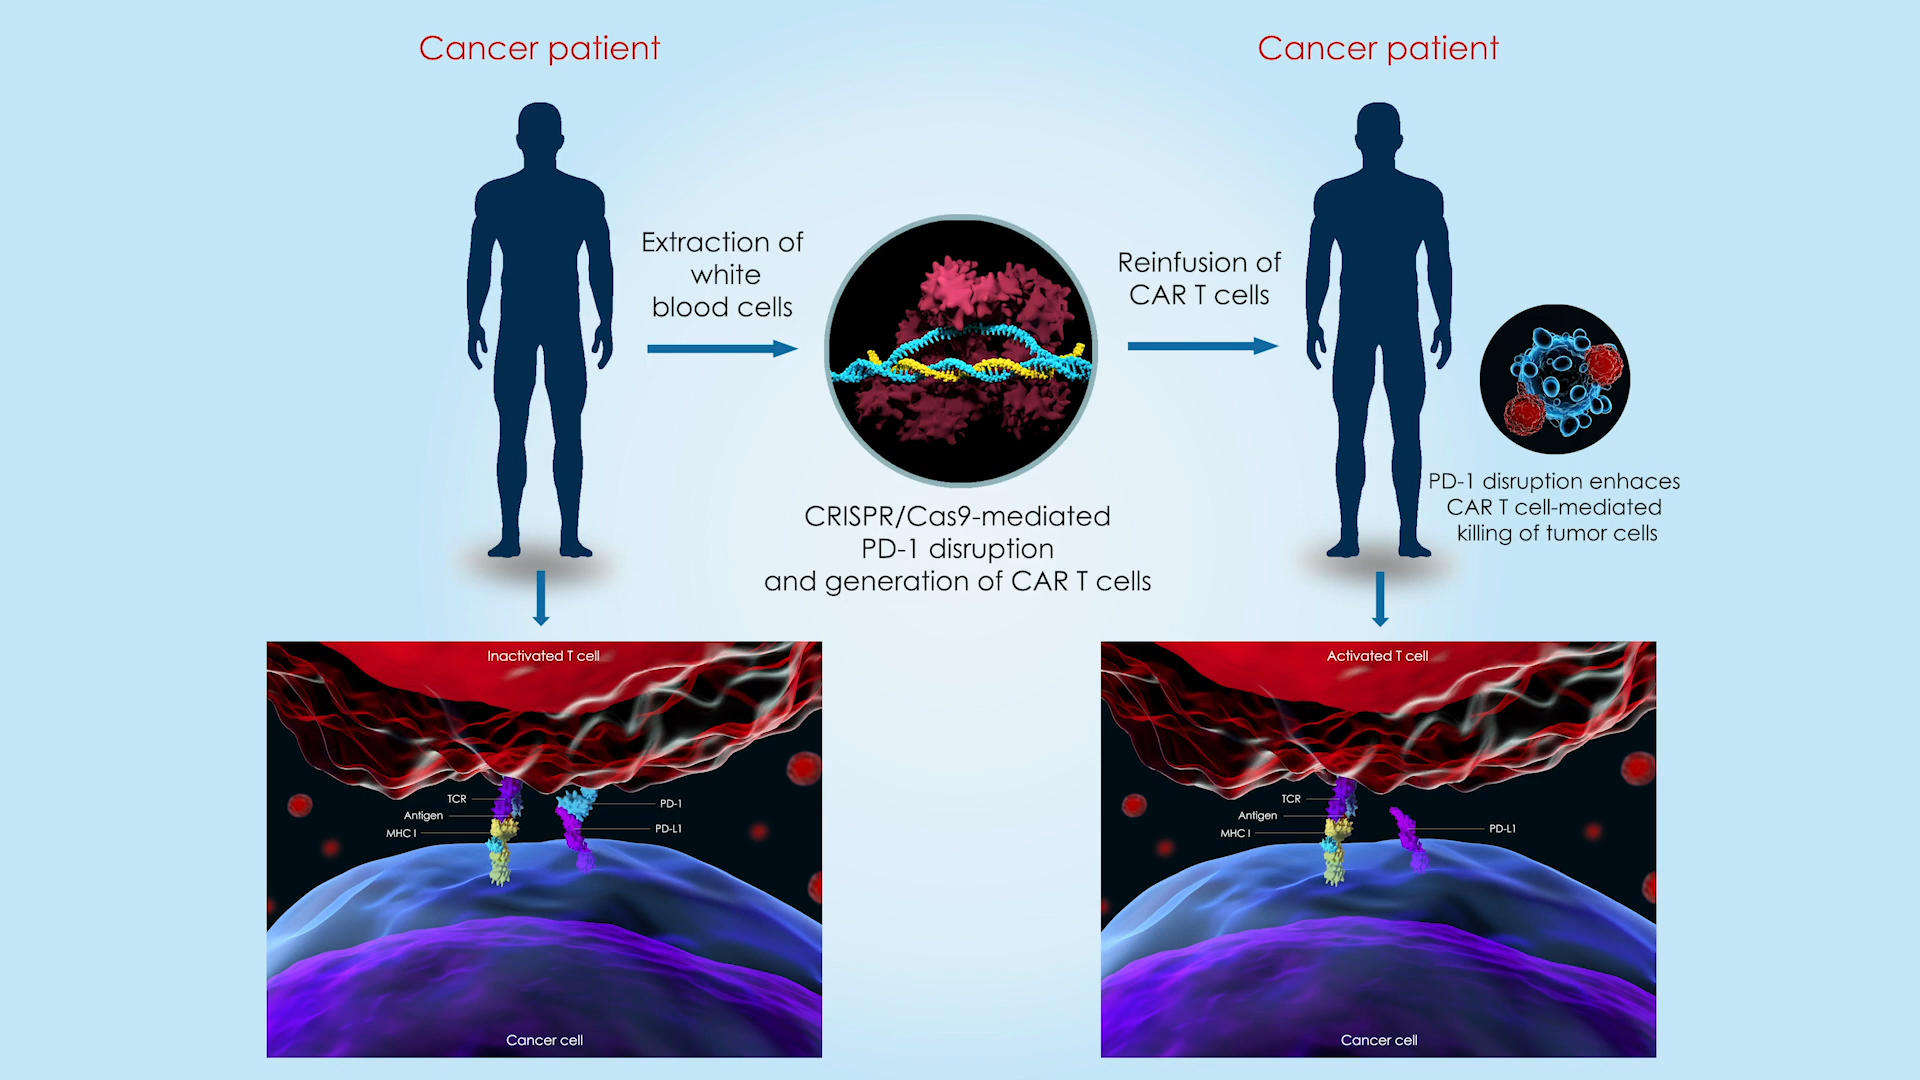 Cancer patient
Cancer patient
Extraction of
white
blood cells
Reinfusion of
CAR T cells
CRISPR/Cas9-mediated
PD-1 disruption
and generation of CAR T cells
PD-1 disruption enhaces
CAR T cell-mediated
killing of tumor cells
Inactivated T cell
TCR
Antigen
MHC I
PD-1
PD-L1
Cancer cell
Activated T cell
TCR
Antigen
MHC I
PD-L1
Cancer cell